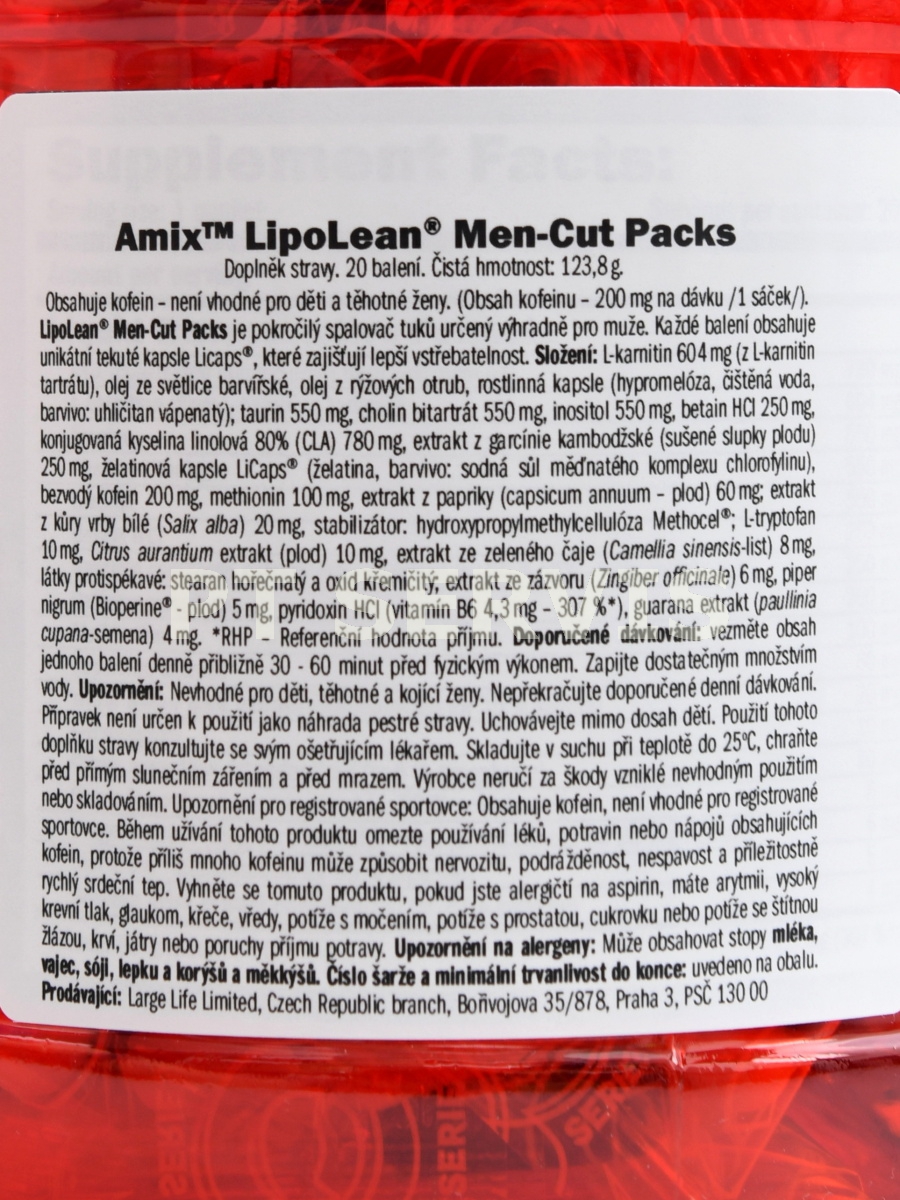 Supplement Facts:
Amix™ LipoLean® Men-Cut Packs
Doplněk stravy. 20 balení. Čistá hmotnost: 123,8 g.
Obsahuje kofein - není vhodné pro děti a těhotné ženy. (Obsah kofeinu – 200 mg na dávku /1 sáček/).
LipoLean® Men-Cut Packs je pokročilý spalovač tuků určený výhradně pro muže. Každé balení obsahuje
unikátní tekuté kapsle Licaps®, které zajišťují lepší vstřebatelnost. Složení: L-karnitin 604 mg (z L-karnitin
tartrátu), olej ze světlice barvířské, olej z rýžových otrub, rostlinná kapsle (hypromelóza, čištěná voda,
barvivo: uhličitan vápenatý); taurin 550 mg, cholin bitartrát 550 mg, inositol 550 mg, betain HCl 250 mg,
konjugovaná kyselina linolová 80% (CLA) 780 mg, extrakt z garcínie kambodžské (sušené slupky plodu)
250 mg, želatinová kapsle LiCaps® (želatina, barvivo: sodná sůl měďnatého komplexu chlorofylinu),
bezvodý kofein 200 mg, methionin 100 mg, extrakt z papriky (capsicum annuum – plod) 60 mg; extrakt
z kůry vrby bílé (Salix alba) 20 mg, stabilizátor: hydroxypropylmethylcellulóza Methocel®; L-tryptofan
10 mg, Citrus aurantium extrakt (plod) 10 mg, extrakt ze zeleného čaje (Camellia sinensis-list) 8 mg,
látky protispékavé: stearan hořečnatý a oxid křemičitý, extrakt ze zázvoru (Zingiber officinale) 6 mg, piper
nigrum (Bioperine® - plod) 5 mg, pyridoxin HCl (vitamín B6 4,3 mg – 307 %*), guarana extrakt (paullinia
cupana-semena) 4 mg. *RHP – Referenční hodnota příjmu. Doporučené dávkování: vezměte obsah
jednoho balení denně přibližně 30 - 60 minut před fyzickým výkonem. Zapijte dostatečným množstvím
vody. Upozornění: Nevhodné pro děti, těhotné a kojící ženy. Nepřekračujte doporučené denní dávkování.
Přípravek není určen k použití jako náhrada pestré stravy. Uchovávejte mimo dosah dětí. Použití tohoto
doplňku stravy konzultujte se svým ošetřujícím lékařem. Skladujte v suchu při teplotě do 25°C, chraňte
před přímým slunečním zářením a před mrazem. Výrobce neručí za škody vzniklé nevhodným použitím
nebo skladováním. Upozornění pro registrované sportovce: Obsahuje kofein, není vhodné pro registrované
sportovce. Během užívání tohoto produktu omezte používání léků, potravin nebo nápojů obsahujících
kofein, protože příliš mnoho kofeinu může způsobit nervozitu, podrážděnost, nespavost a příležitostně
rychlý srdeční tep. Vyhněte se tomuto produktu, pokud jste alergičtí na aspirin, máte arytmii, vysoký
krevní tlak, glaukom, křeče, vředy, potíže s močením, potíže s prostatou, cukrovku nebo potíže se štítnou
žlázou, krví, játry nebo poruchy příjmu potravy. Upozornění na alergeny: Může obsahovat stopy mléka,
vajec, sóji, lepku a korýšů a měkkýšů. Číslo šarže a minimální trvanlivost do konce: uvedeno na obalu.
Prodávající: Large Life Limited, Czech Republic branch, Bořivojova 35/878, Praha 3, PSČ 130 00
SERIE
SERIE
SERIE